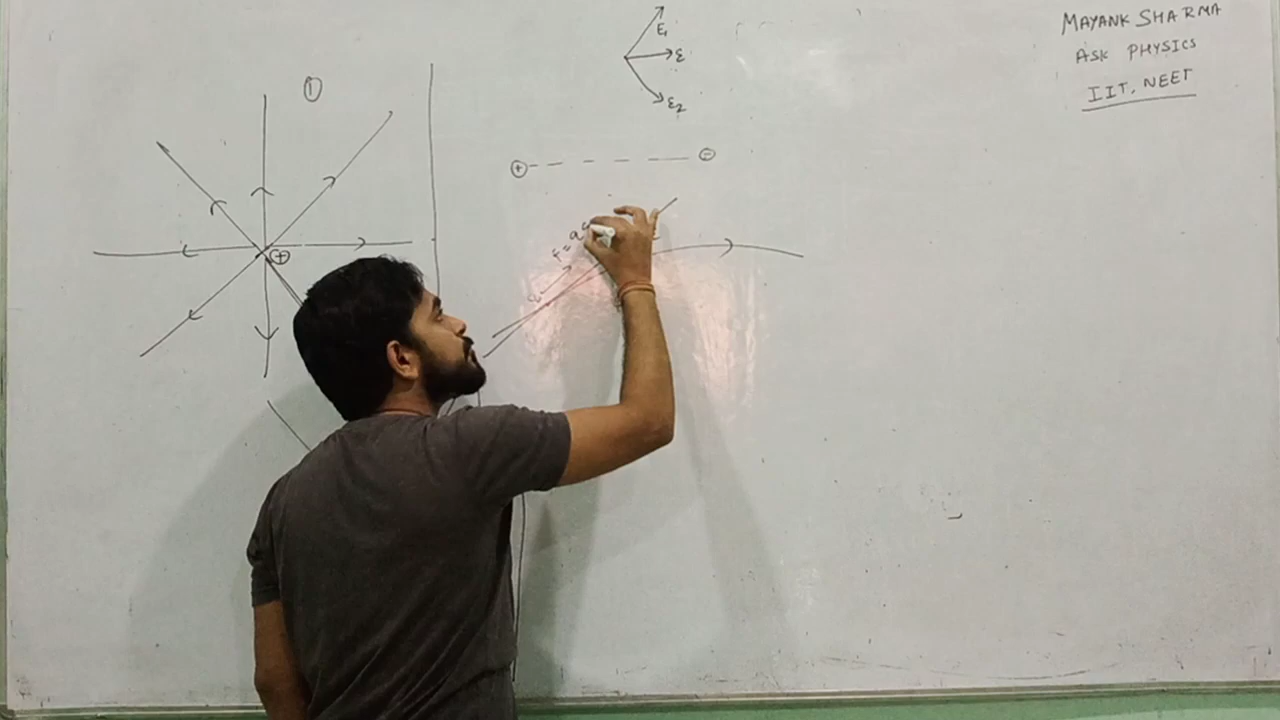 MAYANK SHARMA
ASK PHYSICS
IIT, NEET
①
E₁
E
E₂
+
-
+
F = q